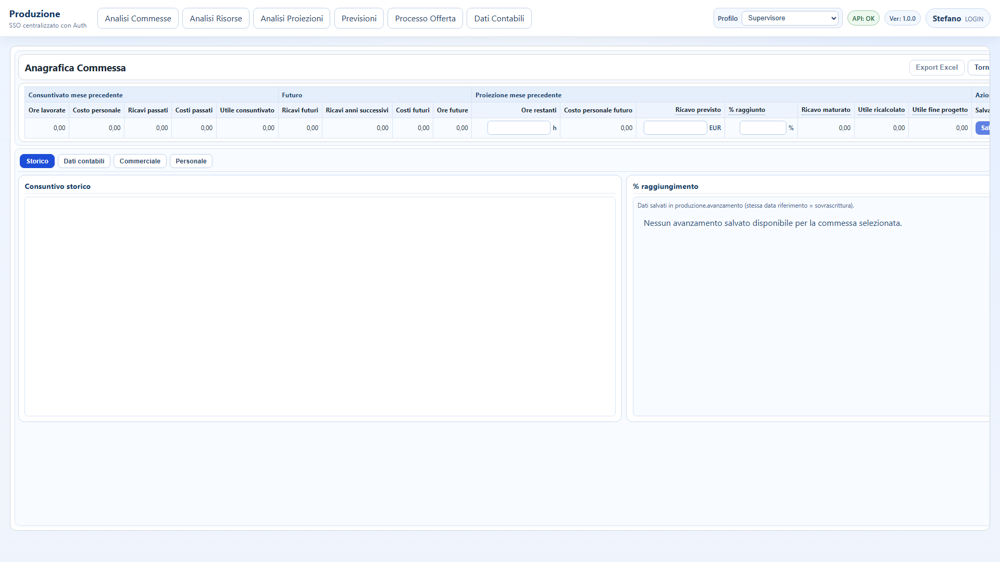 Produzione
SSO centralizzato con Auth
Analisi Commesse
Analisi Risorse
Analisi Proiezioni
Previsioni
Processo Offerta
Dati Contabili
Profilo
Supervisore
API: OK
Ver: 1.0.0
Stefano LOGIN
Anagrafica Commessa
Export Excel
Torn
Consuntivato mese precedente
Futuro
Proiezione mese precedente
Azio
Ore lavorate
Costo personale
Ricavi passati
Costi passati
Utile consuntivato
Ricavi futuri
Ricavi anni successivi
Costi futuri
Ore future
Ore restanti
Costo personale futuro
Ricavo previsto
% raggiunto
Ricavo maturato
Utile ricalcolato
Utile fine progetto
Salva
0,00
0,00
0,00
0,00
0,00
0,00
0,00
0,00
0,00
h
0,00
EUR
%
0,00
0,00
0,00
Sal
Storico
Dati contabili
Commerciale
Personale
Consuntivo storico
% raggiungimento
Dati salvati in produzione.avanzamento (stessa data riferimento = sovrascrittura).
Nessun avanzamento salvato disponibile per la commessa selezionata.